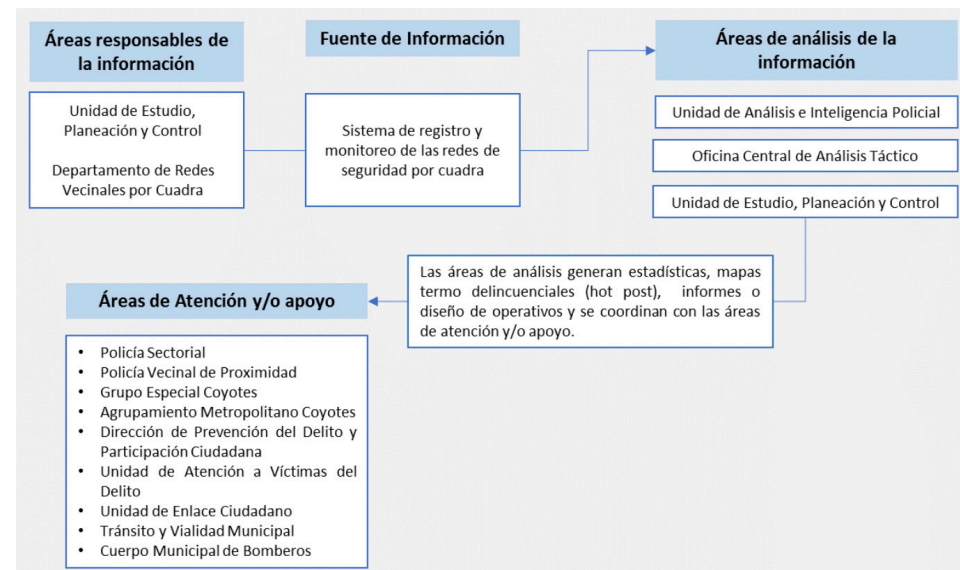 Áreas responsables de
la información
Unidad de Estudio,
Planeación y Control
Departamento de Redes
Vecinales por Cuadra
Fuente de Información
Sistema de registro y
monitoreo de las redes de
seguridad por cuadra
Áreas de análisis de la
información
Unidad de Análisis e Inteligencia Policial
Oficina Central de Análisis Táctico
Unidad de Estudio, Planeación y Control
Las áreas de análisis generan estadísticas, mapas
termo delincuenciales (hot post), informes o
diseño de operativos y se coordinan con las áreas
de atención y/o apoyo.
Áreas de Atención y/o apoyo
• Policía Sectorial
• Policía Vecinal de Proximidad
• Grupo Especial Coyotes
• Agrupamiento Metropolitano Coyotes
• Dirección de Prevención del Delito y
Participación Ciudadana
• Unidad de Atención a Víctimas del
Delito
• Unidad de Enlace Ciudadano
• Tránsito y Vialidad Municipal
• Cuerpo Municipal de Bomberos